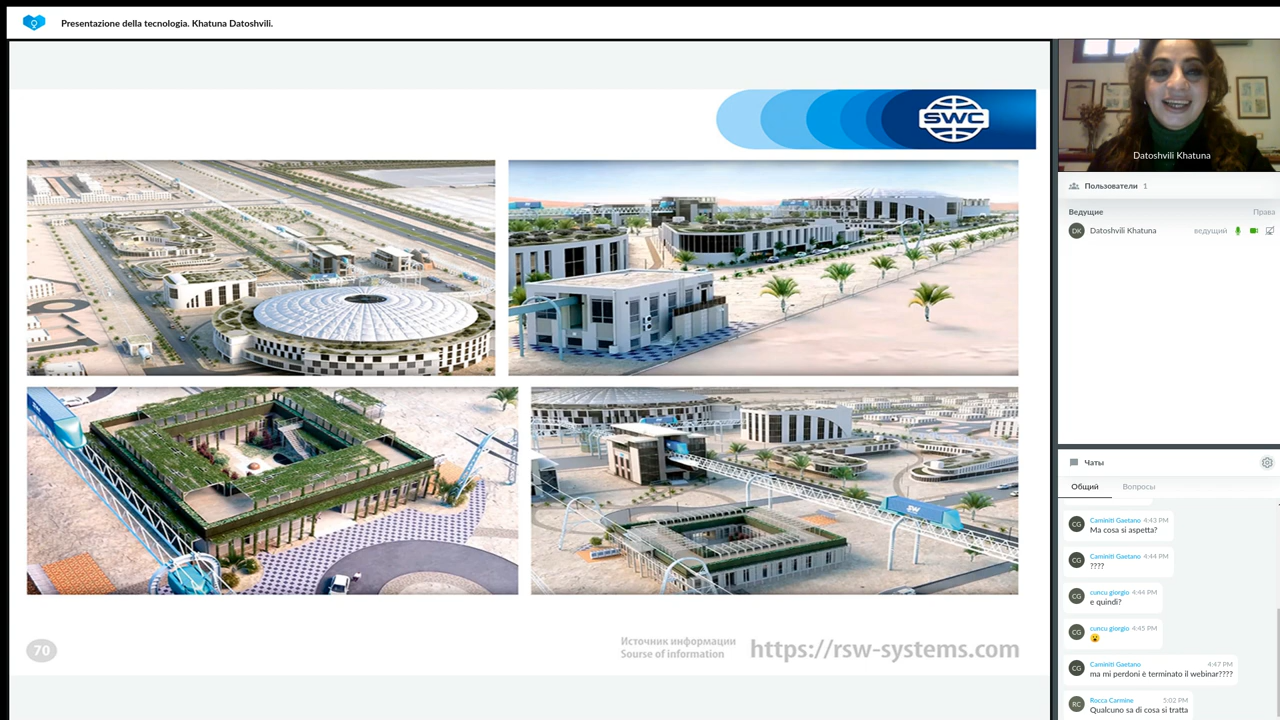 Presentazione della tecnologia. Khatuna Datoshvili.
SWC
SW
SW
70
Источник информации
Sourse of information
https://rsw-systems.com
Datoshvili Khatuna
Пользователи 1
Ведущие Права
DK Datoshvili Khatuna ведущий
Чаты
Общий Вопросы
CG Caminiti Gaetano 4:43 PM
Ma cosa si aspetta?
CG Caminiti Gaetano 4:44 PM
????
CG cuncu giorgio 4:44 PM
e quindi?
CG cuncu giorgio 4:45 PM
😮
CG Caminiti Gaetano 4:47 PM
ma mi perdoni è terminato il webinar????
RC Rocca Carmine 5:02 PM
Qualcuno sa di cosa si tratta